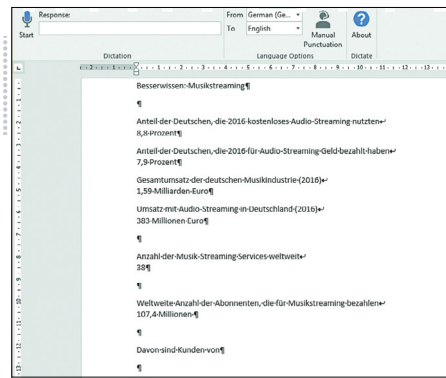 Response:
From German (Ge...
To English
Start
Manual
Punctuation
About
Dictation
Language Options
Dictate
Besserwissen:·Musikstreaming¶
¶
Anteil·der·Deutschen,·die·2016·kostenloses·Audio-Streaming·nutzten↵
8,8·Prozent¶
Anteil·der·Deutschen,·die·2016·für·Audio-Streaming·Geld·bezahlt·haben↵
7,9·Prozent¶
Gesamtumsatz·der·deutschen·Musikindustrie·(2016)↵
1,59·Milliarden·Euro¶
Umsatz·mit·Audio-Streaming·in·Deutschland·(2016)↵
383·Millionen·Euro¶
¶
Anzahl·der·Musik-Streaming-Services·weltweit↵
38¶
¶
Weltweite·Anzahl·der·Abonnenten,·die·für·Musikstreaming·bezahlen↵
107,4·Millionen·¶
¶
Davon·sind·Kunden·von¶
¶